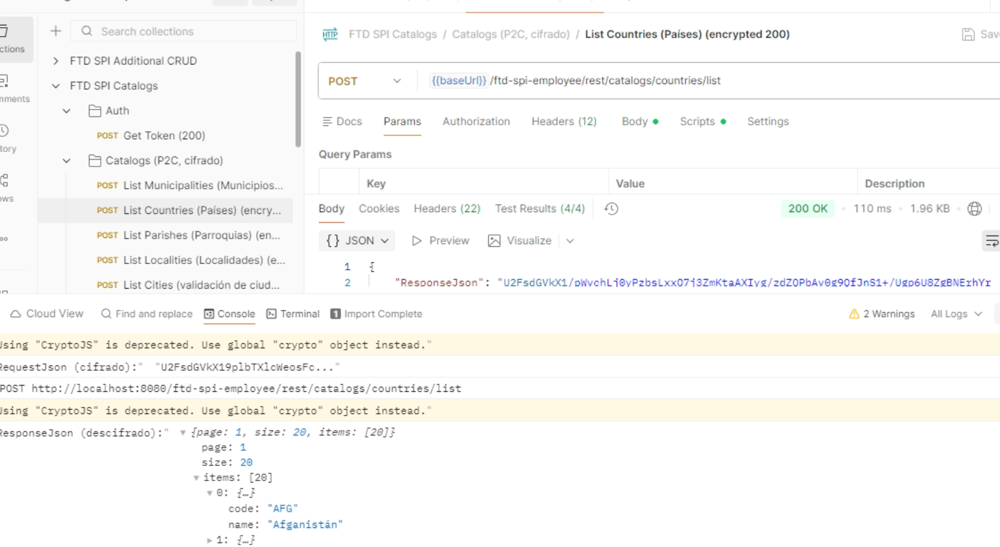 Search collections
FTD SPI Catalogs / Catalogs (P2C, cifrado) / List Countries (Países) (encrypted 200)
ctions
FTD SPI Additional CRUD
POST {{baseUrl}}/ftd-spi-employee/rest/catalogs/countries/list
FTD SPI Catalogs
Auth
Docs Params Authorization Headers (12) Body Scripts Settings
POST Get Token (200)
tory
Query Params
Catalogs (P2C, cifrado)
Key Value Description
POST List Municipalities (Municipios...
ows
POST List Countries (Países) (encry...
Body Cookies Headers (22) Test Results (4/4) 200 OK 110 ms 1.96 KB
POST List Parishes (Parroquias) (en...
{} JSON Preview Visualize
POST List Localities (Localidades) (e...
1 {
POST List Cities (validación de ciud...
2 "ResponseJson": "U2FsdGVkX1/pWvchLj0yPzbsLxxO7j3ZmKtaAXIyg/zdZQPbAv0g9QfJnS1+/Ugp6U8ZgBNErhYr
Cloud View Find and replace Console Terminal 1 Import Complete 2 Warnings All Logs
Using "CryptoJS" is deprecated. Use global "crypto" object instead."
RequestJson (cifrado):" "U2FsdGVkX19plbTXlcWeosFc..."
POST http://localhost:8080/ftd-spi-employee/rest/catalogs/countries/list
Using "CryptoJS" is deprecated. Use global "crypto" object instead."
ResponseJson (descifrado):" {page: 1, size: 20, items: [20]}
page: 1
size: 20
items: [20]
0: {…}
code: "AFG"
name: "Afganistán"
1: {…}